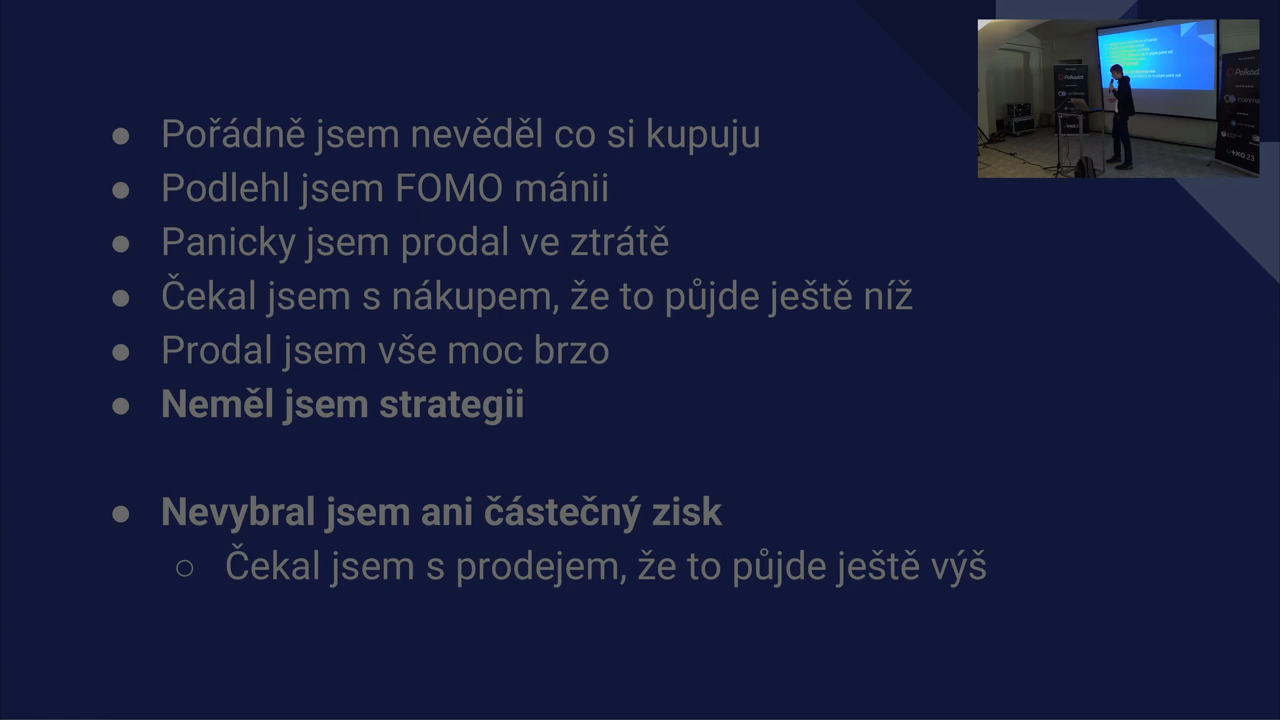 Pořádně jsem nevěděl co si kupuju
Podlehl jsem FOMO mánii
Panicky jsem prodal ve ztrátě
Čekal jsem s nákupem, že to půjde ještě níž
Prodal jsem vše moc brzo
Neměl jsem strategii
Nevybral jsem ani částečný zisk
Čekal jsem s prodejem, že to půjde ještě výš